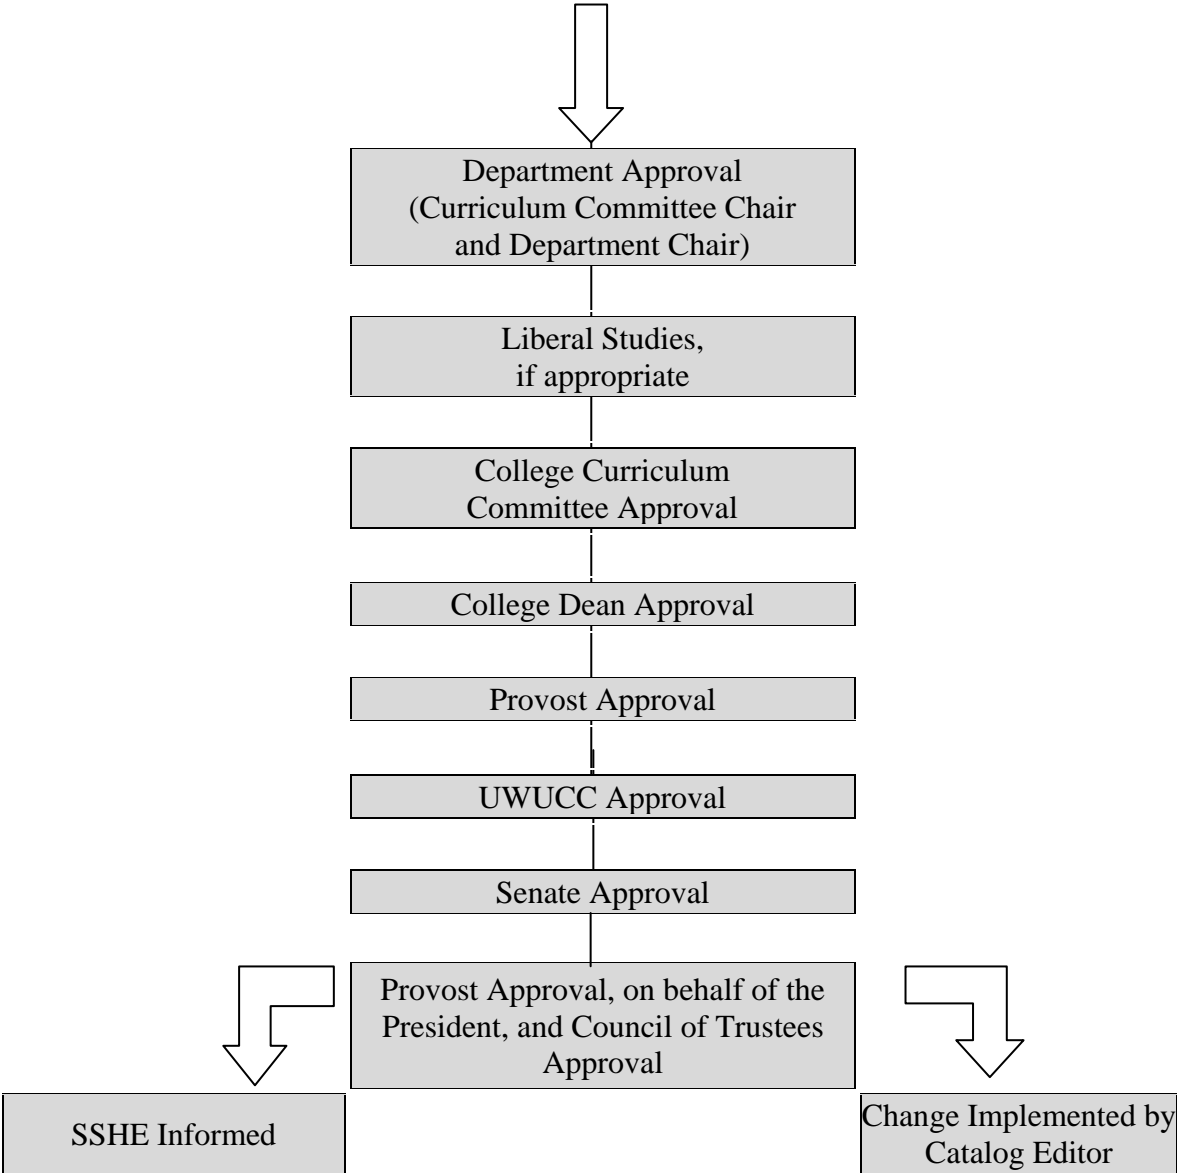 Department Approval
(Curriculum Committee Chair
and Department Chair)
Liberal Studies,
if appropriate
College Curriculum
Committee Approval
College Dean Approval
Provost Approval
UWUCC Approval
Senate Approval
Provost Approval, on behalf of the
President, and Council of Trustees
Approval
SSHE Informed
Change Implemented by
Catalog Editor